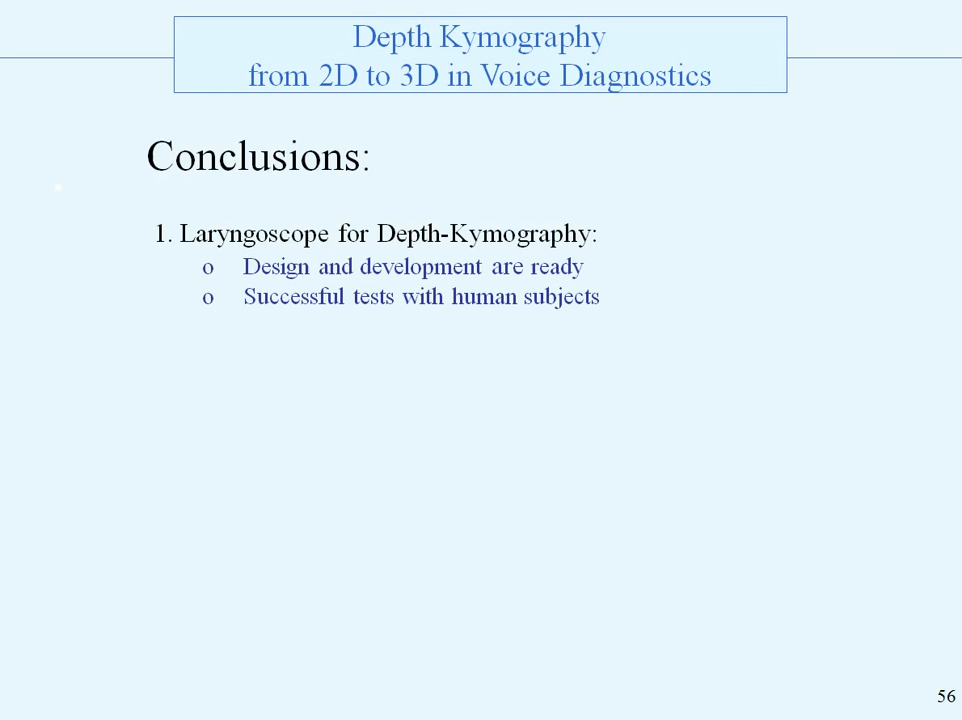 Depth Kymography
from 2D to 3D in Voice Diagnostics
Conclusions:
1. Laryngoscope for Depth-Kymography:
o Design and development are ready
o Successful tests with human subjects
56